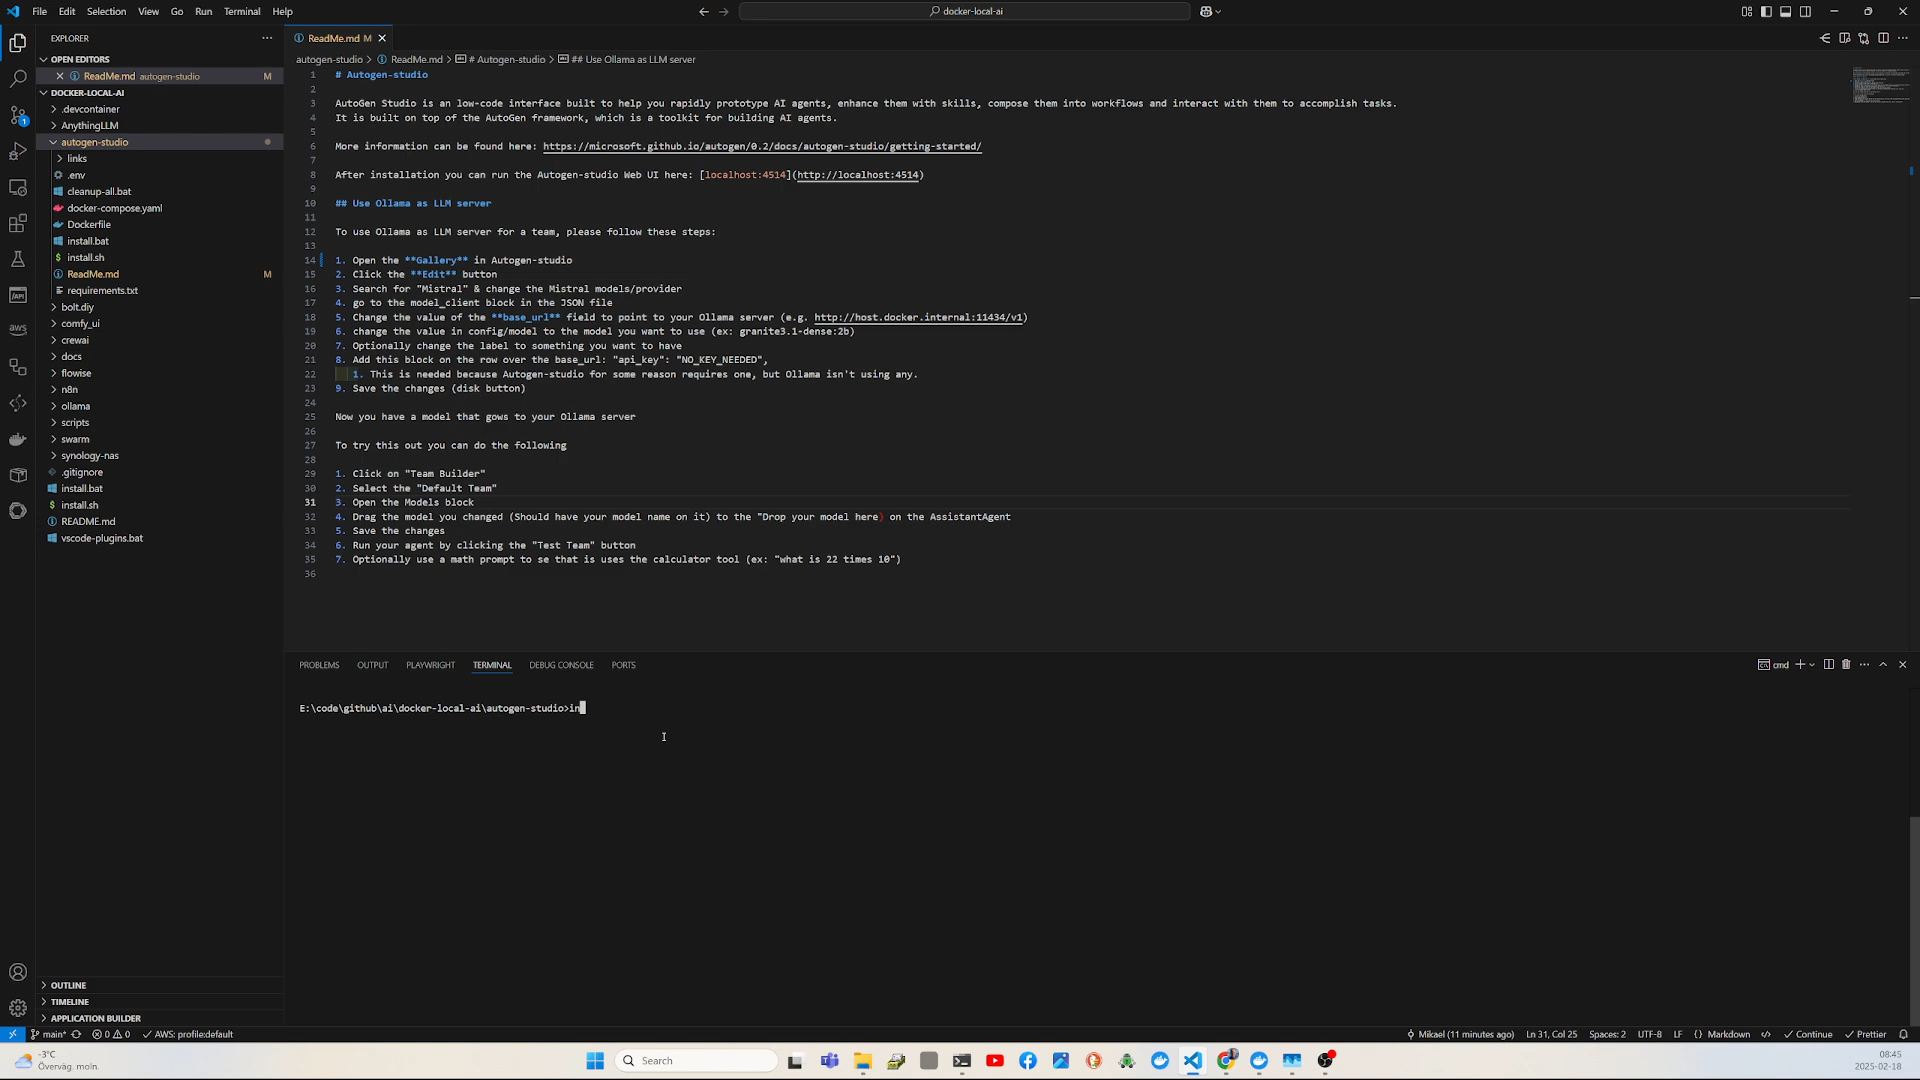 File Edit Selection View Go Run Terminal Help
docker-local-ai
EXPLORER
OPEN EDITORS
ReadMe.md autogen-studio M
DOCKER-LOCAL-AI
.devcontainer
AnythingLLM
autogen-studio
links
.env
cleanup-all.bat
docker-compose.yaml
Dockerfile
install.bat
install.sh
ReadMe.md M
requirements.txt
bolt.diy
comfy_ui
crewai
docs
flowise
n8n
ollama
scripts
swarm
synology-nas
.gitignore
install.bat
install.sh
README.md
vscode-plugins.bat
OUTLINE
TIMELINE
APPLICATION BUILDER
ReadMe.md M
autogen-studio > ReadMe.md > # Autogen-studio > ## Use Ollama as LLM server
1 # Autogen-studio
2
3 AutoGen Studio is an low-code interface built to help you rapidly prototype AI agents, enhance them with skills, compose them into workflows and interact with them to accomplish tasks.
4 It is built on top of the AutoGen framework, which is a toolkit for building AI agents.
5
6 More information can be found here: https://microsoft.github.io/autogen/0.2/docs/autogen-studio/getting-started/
7
8 After installation you can run the Autogen-studio Web UI here: [localhost:4514](http://localhost:4514)
9
10 ## Use Ollama as LLM server
11
12 To use Ollama as LLM server for a team, please follow these steps:
13
14 1. Open the **Gallery** in Autogen-studio
15 2. Click the **Edit** button
16 3. Search for "Mistral" & change the Mistral models/provider
17 4. go to the model_client block in the JSON file
18 5. Change the value of the **base_url** field to point to your Ollama server (e.g. http://host.docker.internal:11434/v1)
19 6. change the value in config/model to the model you want to use (ex: granite3.1-dense:2b)
20 7. Optionally change the label to something you want to have
21 8. Add this block on the row over the base_url: "api_key": "NO_KEY_NEEDED",
22 1. This is needed because Autogen-studio for some reason requires one, but Ollama isn't using any.
23 9. Save the changes (disk button)
24
25 Now you have a model that gows to your Ollama server
26
27 To try this out you can do the following
28
29 1. Click on "Team Builder"
30 2. Select the "Default Team"
31 3. Open the Models block
32 4. Drag the model you changed (Should have your model name on it) to the "Drop your model here) on the AssistantAgent
33 5. Save the changes
34 6. Run your agent by clicking the "Test Team" button
35 7. Optionally use a math prompt to se that is uses the calculator tool (ex: "what is 22 times 10")
36
PROBLEMS OUTPUT PLAYWRIGHT TERMINAL DEBUG CONSOLE PORTS
cmd
E:\code\github\ai\docker-local-ai\autogen-studio>in
main* 0 0 AWS: profile:default
Mikael (11 minutes ago) Ln 31, Col 25 Spaces: 2 UTF-8 LF {} Markdown Continue Prettier
-3°C
Överväg. moln.
Search
08:45
2025-02-18